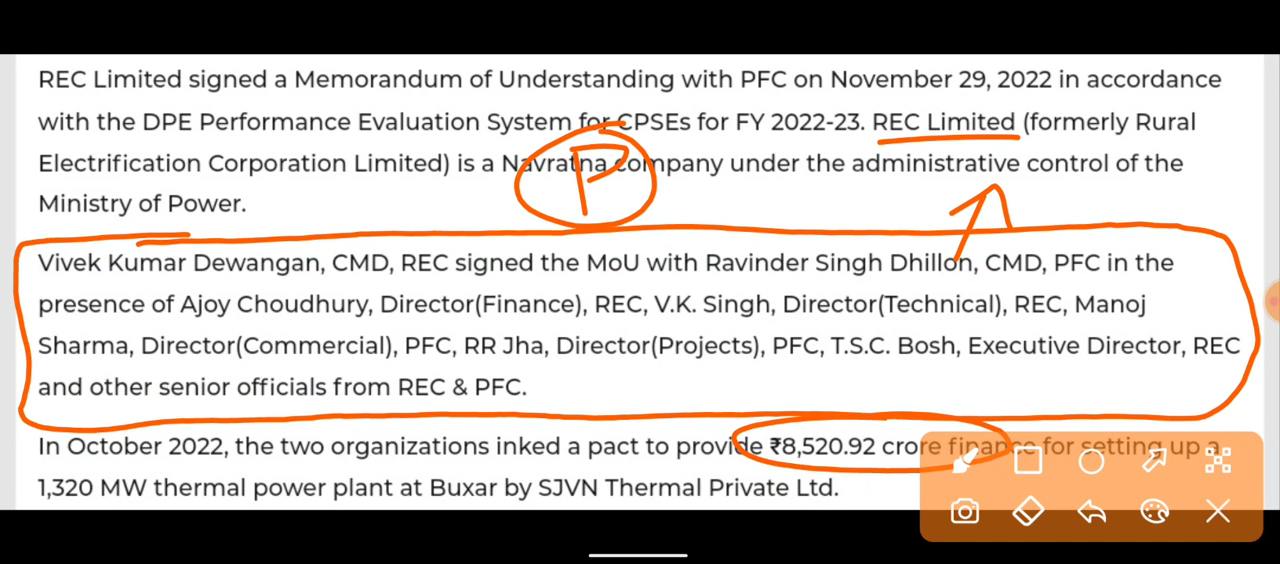 REC Limited signed a Memorandum of Understanding with PFC on November 29, 2022 in accordance
with the DPE Performance Evaluation System for CPSEs for FY 2022-23. REC Limited (formerly Rural
Electrification Corporation Limited) is a Navratna company under the administrative control of the
Ministry of Power.
P
Vivek Kumar Dewangan, CMD, REC signed the MoU with Ravinder Singh Dhillon, CMD, PFC in the
presence of Ajoy Choudhury, Director(Finance), REC, V.K. Singh, Director(Technical), REC, Manoj
Sharma, Director(Commercial), PFC, RR Jha, Director(Projects), PFC, T.S.C. Bosh, Executive Director, REC
and other senior officials from REC & PFC.
In October 2022, the two organizations inked a pact to provide ₹8,520.92 crore finance for setting up a
1,320 MW thermal power plant at Buxar by SJVN Thermal Private Ltd.